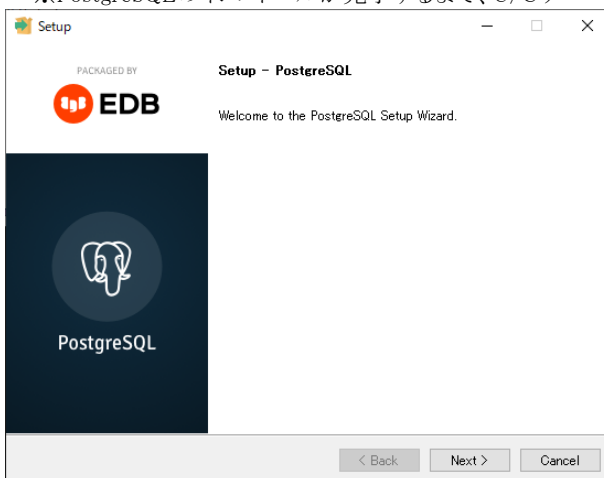 Setup
PACKAGED BY
EDB
Setup - PostgreSQL
Welcome to the PostgreSQL Setup Wizard.
PostgreSQL
< Back
Next >
Cancel